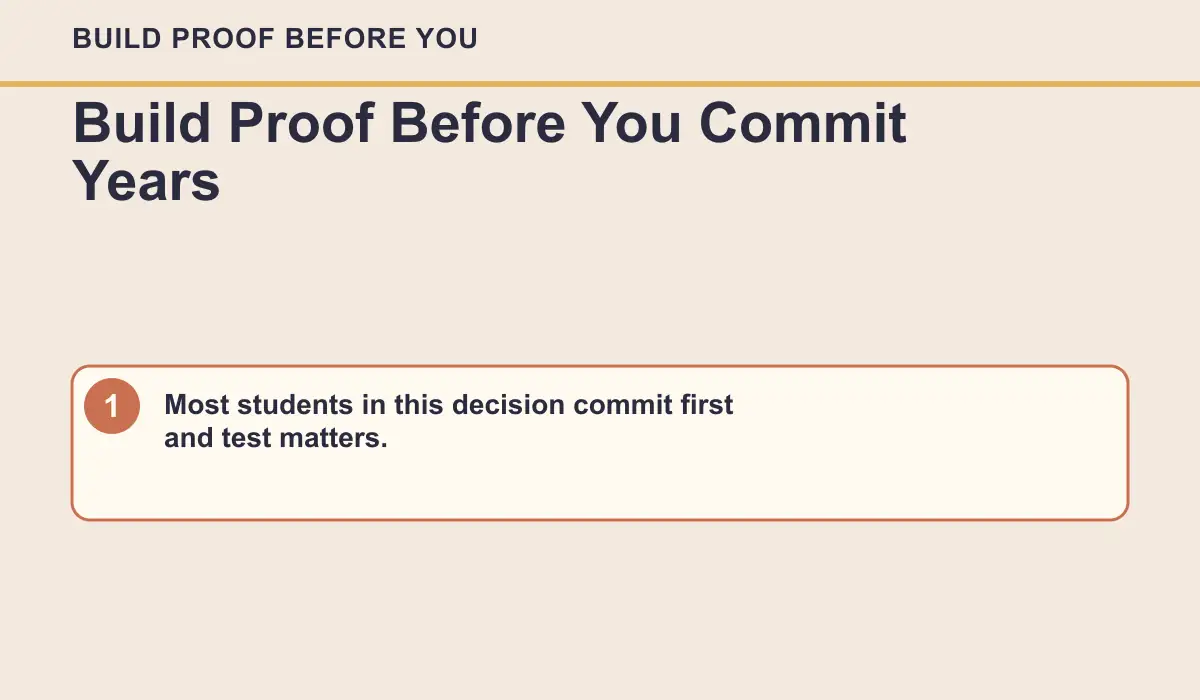 BUILD PROOF BEFORE YOU
Build Proof Before You Commit
Years
1
Most students in this decision commit first
and test matters.